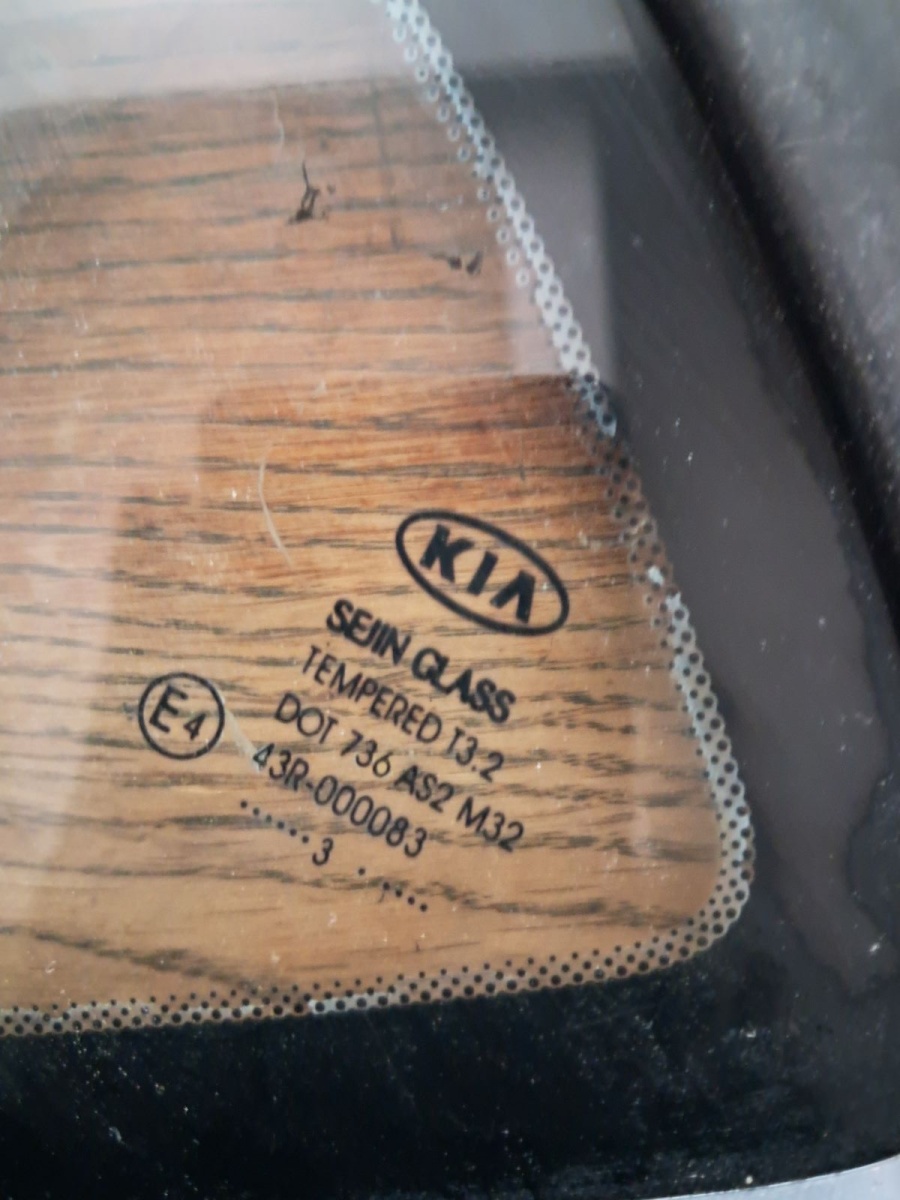 KIA
SEJIN GLASS
TEMPERED T3.2
DOT 736 AS2 M32
E4
43R-000083
......3 . ....